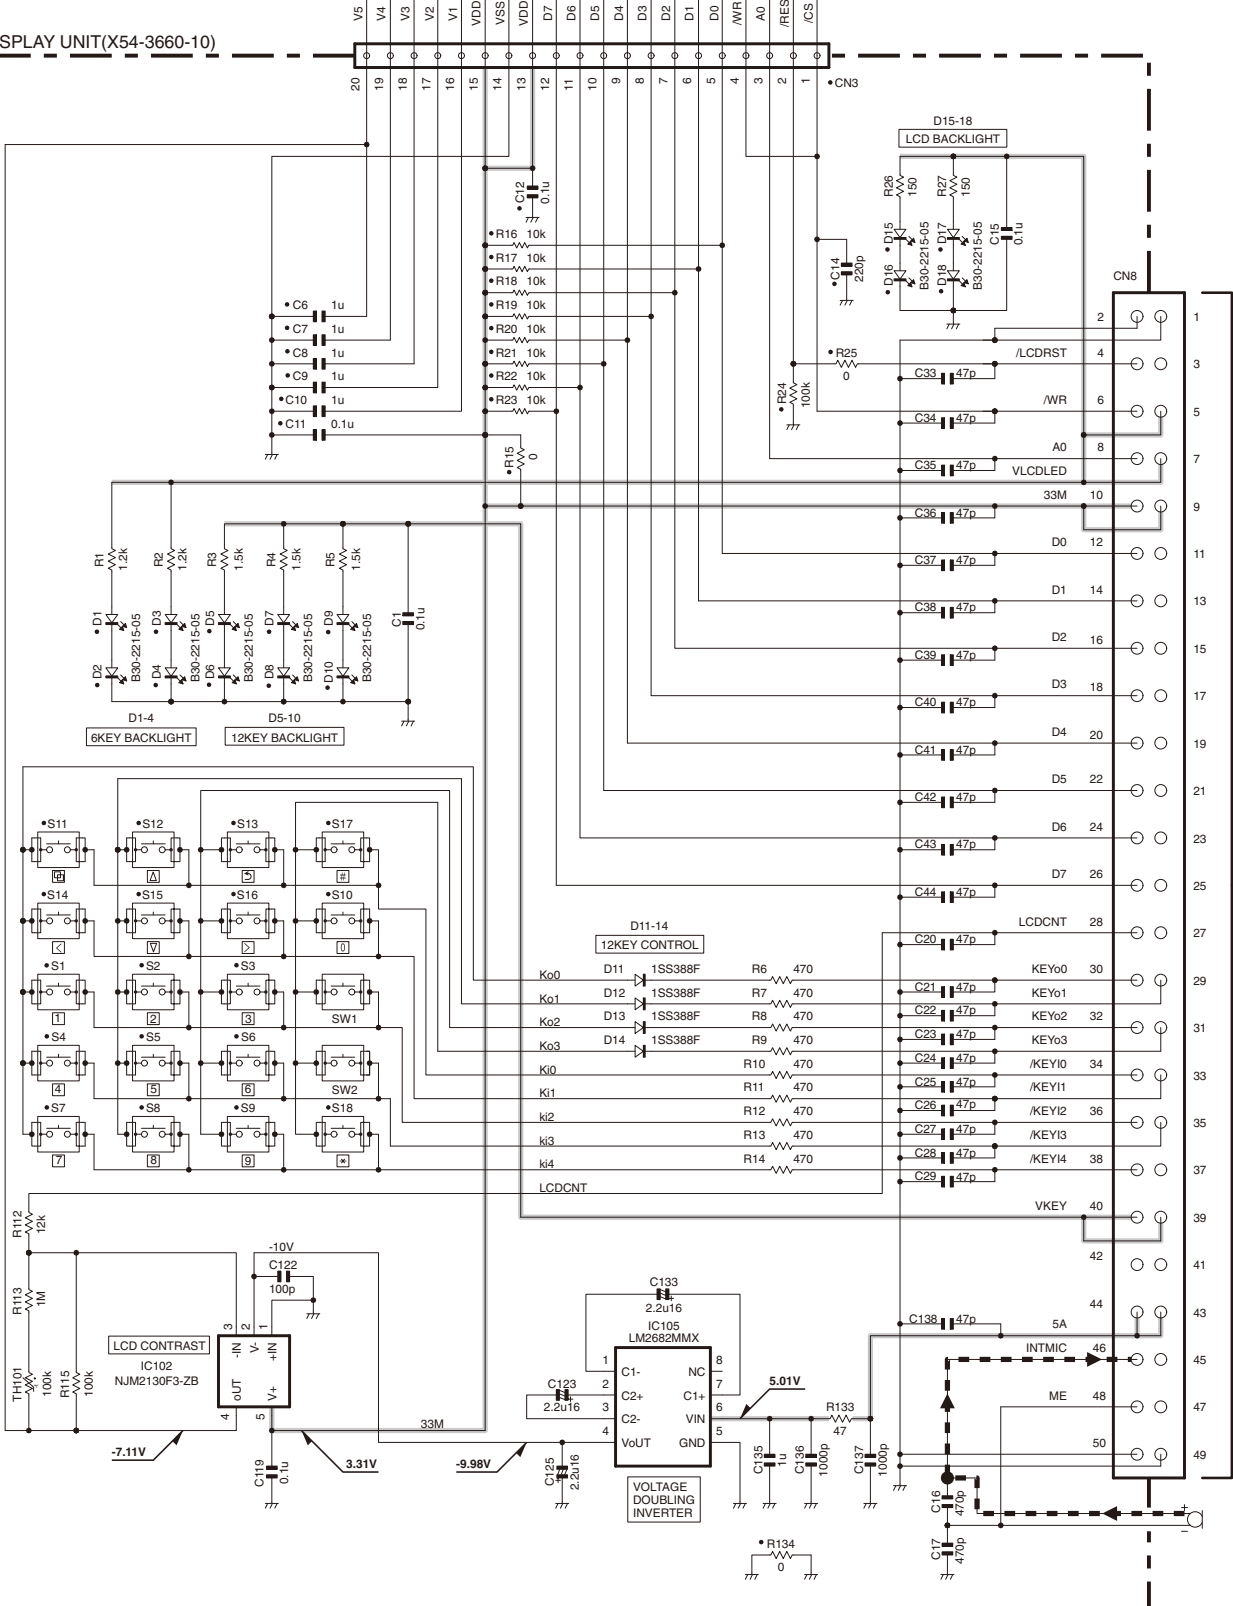 V5 V4 V3 V2 V1 VDD VSS VDD D7 D6 D5 D4 D3 D2 D1 D0 /WR A0 /RES /CS
SPLAY UNIT(X54-3660-10)
20 19 18 17 16 15 14 13 12 11 10 9 8 7 6 5 4 3 2 1
CN3
D15-18
LCD BACKLIGHT
R26 150
R27 150
D15
D16
B30-2215-05
D17
D18
B30-2215-05
C15 0.1u
C12 0.1u
R16 10k
R17 10k
R18 10k
R19 10k
R20 10k
R21 10k
R22 10k
R23 10k
C14 220p
C6 1u
C7 1u
C8 1u
C9 1u
C10 1u
C11 0.1u
R15 0
R25
0
R24 100k
CN8
2 1
/LCDRST 4 3
C33 47p
/WR 6 5
C34 47p
A0 8 7
C35 47p
VLCDLED
33M 10 9
C36 47p
D0 12 11
C37 47p
D1 14 13
C38 47p
D2 16 15
C39 47p
D3 18 17
C40 47p
D4 20 19
C41 47p
D5 22 21
C42 47p
D6 24 23
C43 47p
D7 26 25
C44 47p
LCDCNT 28 27
C20 47p
R1 1.2k
R2 1.2k
R3 1.5k
R4 1.5k
R5 1.5k
D1
D2
B30-2215-05
D3
D4
B30-2215-05
D5
D6
B30-2215-05
D7
D8
B30-2215-05
D9
D10
B30-2215-05
C1 0.1u
D1-4
6KEY BACKLIGHT
D5-10
12KEY BACKLIGHT
S11 S12 S13 S17
#
S14 S15 S16 S10
< > 0
S1 S2 S3
1 2 3 SW1
S4 S5 S6
4 5 6 SW2
S7 S8 S9 S18
7 8 9 *
D11-14
12KEY CONTROL
Ko0 D11 1SS388F R6 470 KEYo0 30 29
C21 47p
Ko1 D12 1SS388F R7 470 KEYo1
C22 47p
Ko2 D13 1SS388F R8 470 KEYo2 32 31
C23 47p
Ko3 D14 1SS388F R9 470 KEYo3
C24 47p
Ki0 R10 470 /KEYI0 34 33
C25 47p
Ki1 R11 470 /KEYI1
C26 47p
ki2 R12 470 /KEYI2 36 35
C27 47p
ki3 R13 470 /KEYI3
C28 47p
ki4 R14 470 /KEYI4 38 37
C29 47p
LCDCNT
VKEY 40 39
42 41
44 43
C138 47p
5A
INTMIC 46 45
ME 48 47
50 49
R112 12k
R113 1M
TH101 100k
R115 100k
-10V
C122
100p
LCD CONTRAST
IC102
NJM2130F3-ZB
3 2 1
-IN V- +IN
oUT V+
4 5
33M
-7.11V
3.31V
C119 0.1u
-9.98V
C133
2.2u16
IC105
LM2682MMX
1 C1- NC 8
2 C2+ C1+ 7
3 C2- VIN 6
4 VoUT GND 5
C123
2.2u16
C125 2.2u16
VOLTAGE
DOUBLING
INVERTER
5.01V
R133
47
C135 1u
C136 1000p
C137 1000p
R134
0
C16 470p
C17 470p
+
−